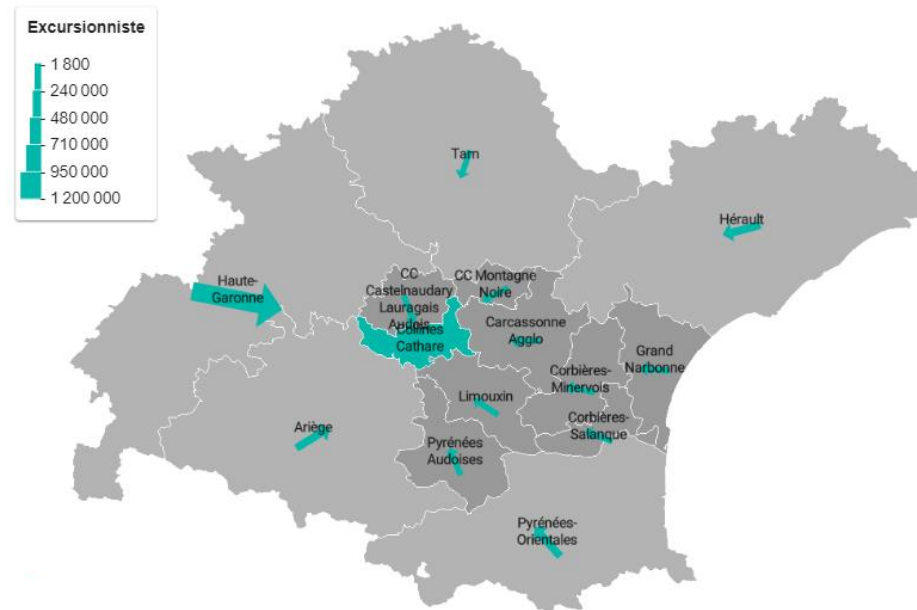 Excursionniste
1 800
240 000
480 000
710 000
950 000
1 200 000
Tarn
Hérault
Haute-
Garonne
CC
Castelnaudary
Lauragais
Audois
CC Montagne
Noire
Collines
Cathare
Carcassonne
Agglo
Grand
Narbonne
Corbières-
Minervois
Limouxin
Corbières-
Salanque
Ariège
Pyrénées
Audoises
Pyrénées-
Orientales